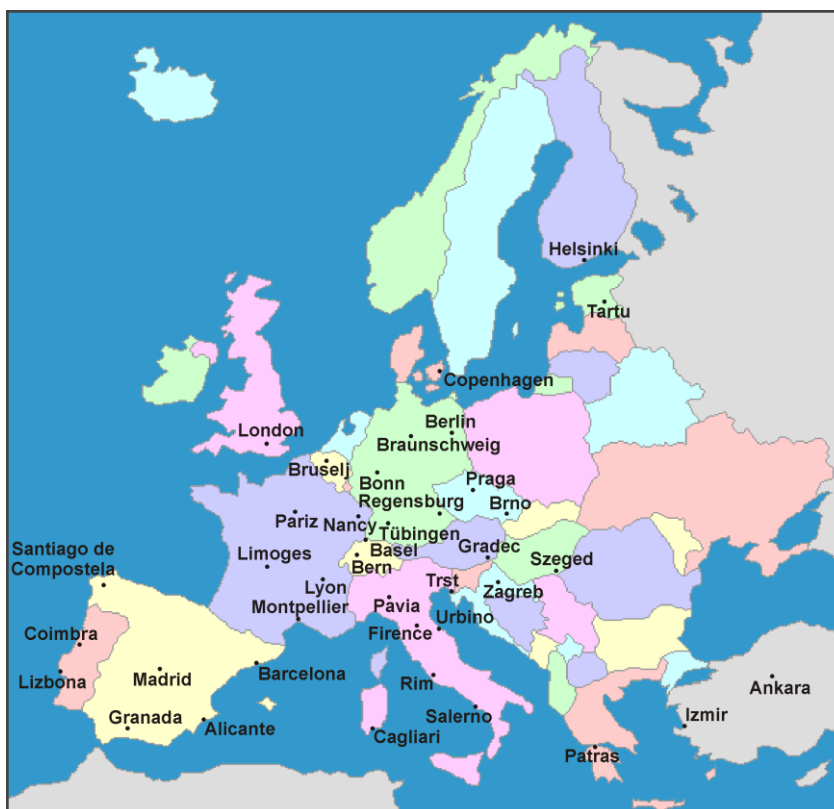 Helsinki
Tartu
Copenhagen
London
Berlin
Braunschweig
Bruselj
Bonn
Praga
Regensburg
Brno
Pariz
Nancy
Tübingen
Basel
Gradec
Limoges
Bern
Szeged
Santiago de
Compostela
Lyon
Trst
Zagreb
Montpellier
Pavia
Urbino
Coimbra
Firence
Lizbona
Madrid
Barcelona
Rim
Ankara
Granada
Alicante
Salerno
Izmir
Cagliari
Patras